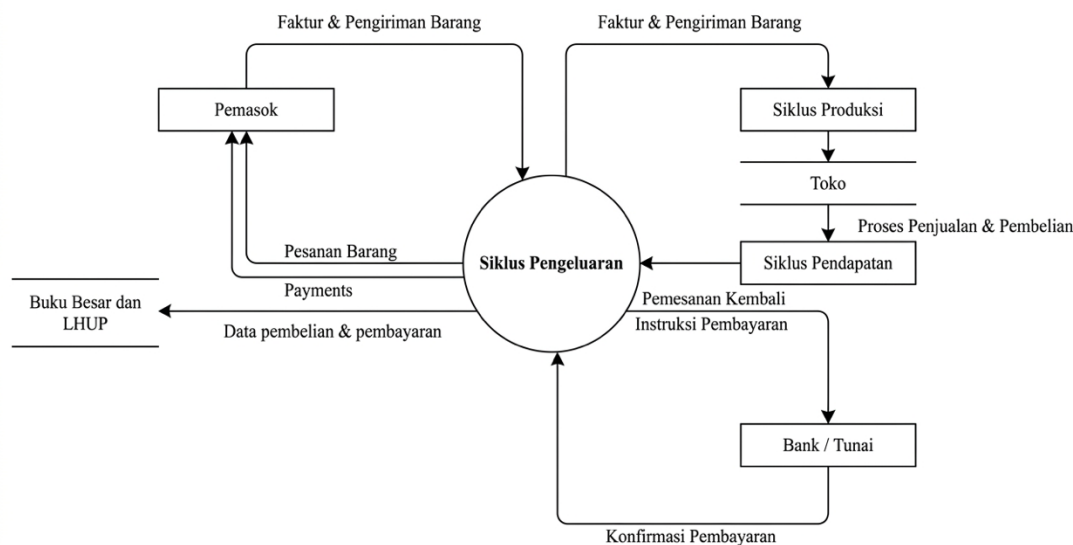 Faktur & Pengiriman Barang
Faktur & Pengiriman Barang
Pemasok
Siklus Produksi
Toko
Proses Penjualan & Pembelian
Pesanan Barang
Siklus Pengeluaran
Siklus Pendapatan
Payments
Pemesanan Kembali
Buku Besar dan
LHUP
Data pembelian & pembayaran
Instruksi Pembayaran
Bank / Tunai
Konfirmasi Pembayaran